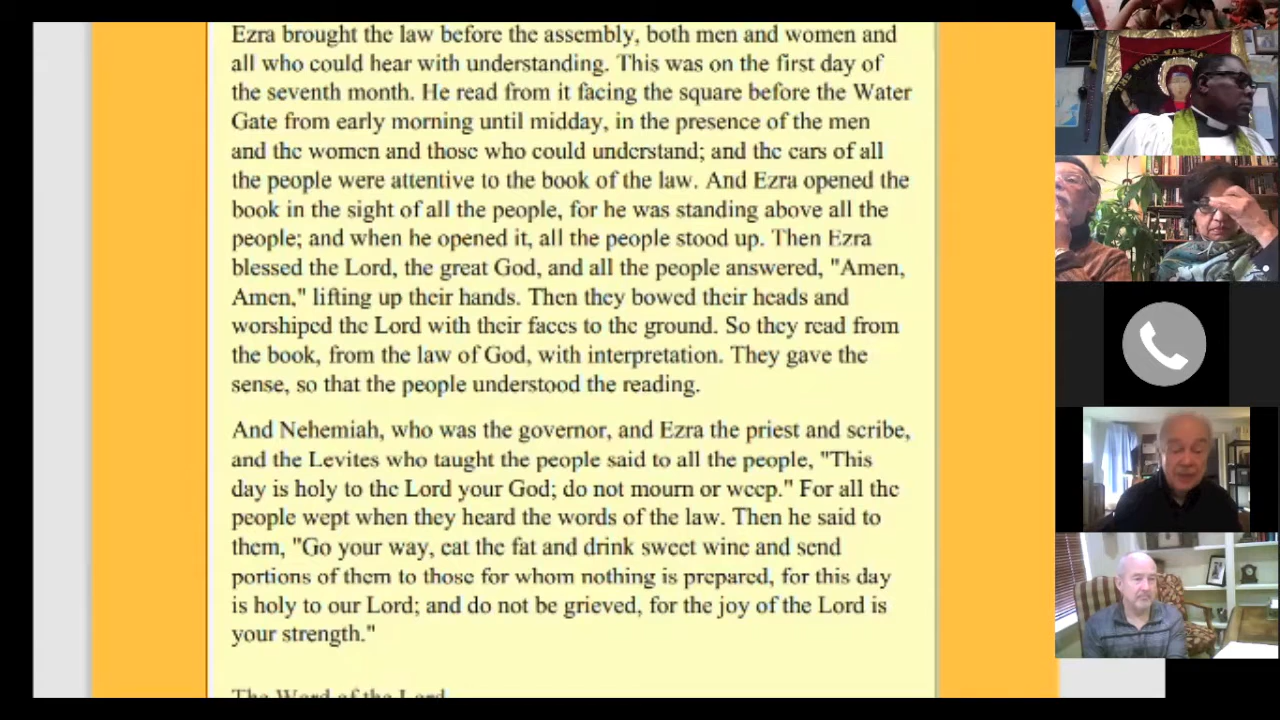 Ezra brought the law before the assembly, both men and women and
all who could hear with understanding. This was on the first day of
the seventh month. He read from it facing the square before the Water
Gate from early morning until midday, in the presence of the men
and the women and those who could understand; and the ears of all
the people were attentive to the book of the law. And Ezra opened the
book in the sight of all the people, for he was standing above all the
people; and when he opened it, all the people stood up. Then Ezra
blessed the Lord, the great God, and all the people answered, "Amen,
Amen," lifting up their hands. Then they bowed their heads and
worshiped the Lord with their faces to the ground. So they read from
the book, from the law of God, with interpretation. They gave the
sense, so that the people understood the reading.
And Nehemiah, who was the governor, and Ezra the priest and scribe,
and the Levites who taught the people said to all the people, "This
day is holy to the Lord your God; do not mourn or weep." For all the
people wept when they heard the words of the law. Then he said to
them, "Go your way, eat the fat and drink sweet wine and send
portions of them to those for whom nothing is prepared, for this day
is holy to our Lord; and do not be grieved, for the joy of the Lord is
your strength."
The Word of the Lord
THE WORD WAS